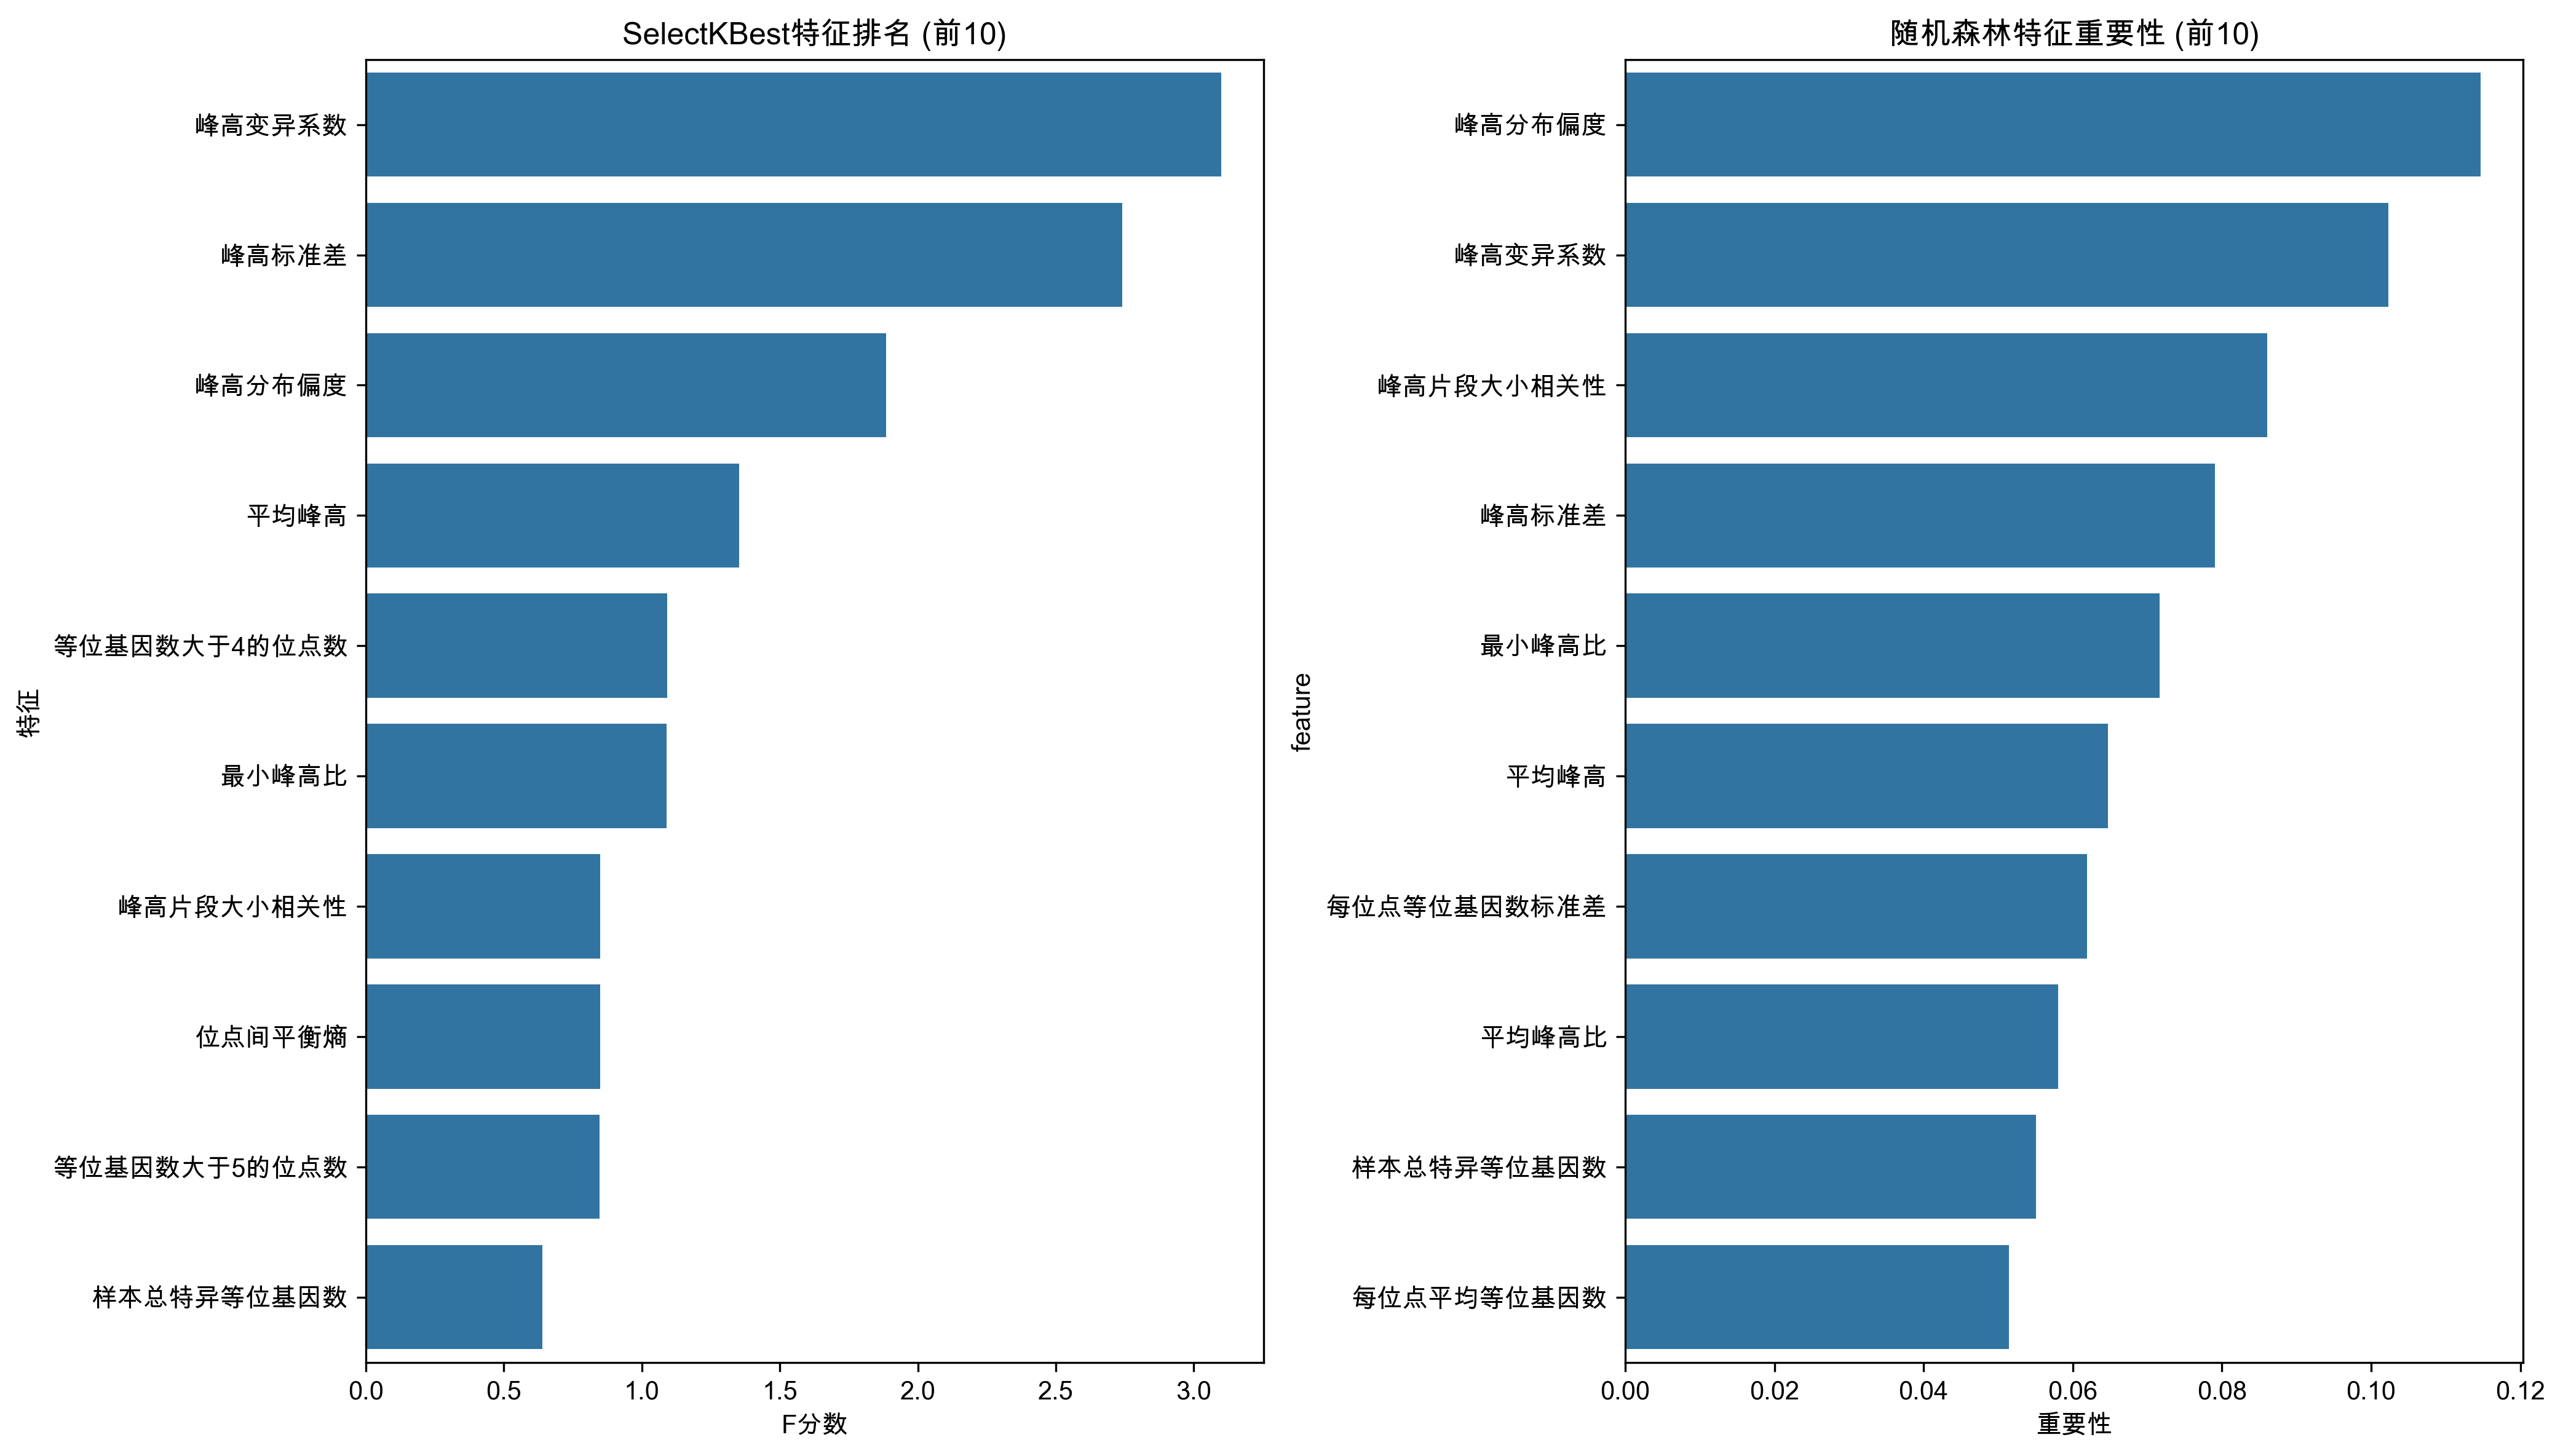 SelectKBest特征排名 (前10)
特征
峰高变异系数
峰高标准差
峰高分布偏度
平均峰高
等位基因数大于4的位点数
最小峰高比
峰高片段大小相关性
位点间平衡熵
等位基因数大于5的位点数
样本总特异等位基因数
0.0 0.5 1.0 1.5 2.0 2.5 3.0
F分数
随机森林特征重要性 (前10)
feature
峰高分布偏度
峰高变异系数
峰高片段大小相关性
峰高标准差
最小峰高比
平均峰高
每位点等位基因数标准差
平均峰高比
样本总特异等位基因数
每位点平均等位基因数
0.00 0.02 0.04 0.06 0.08 0.10 0.12
重要性